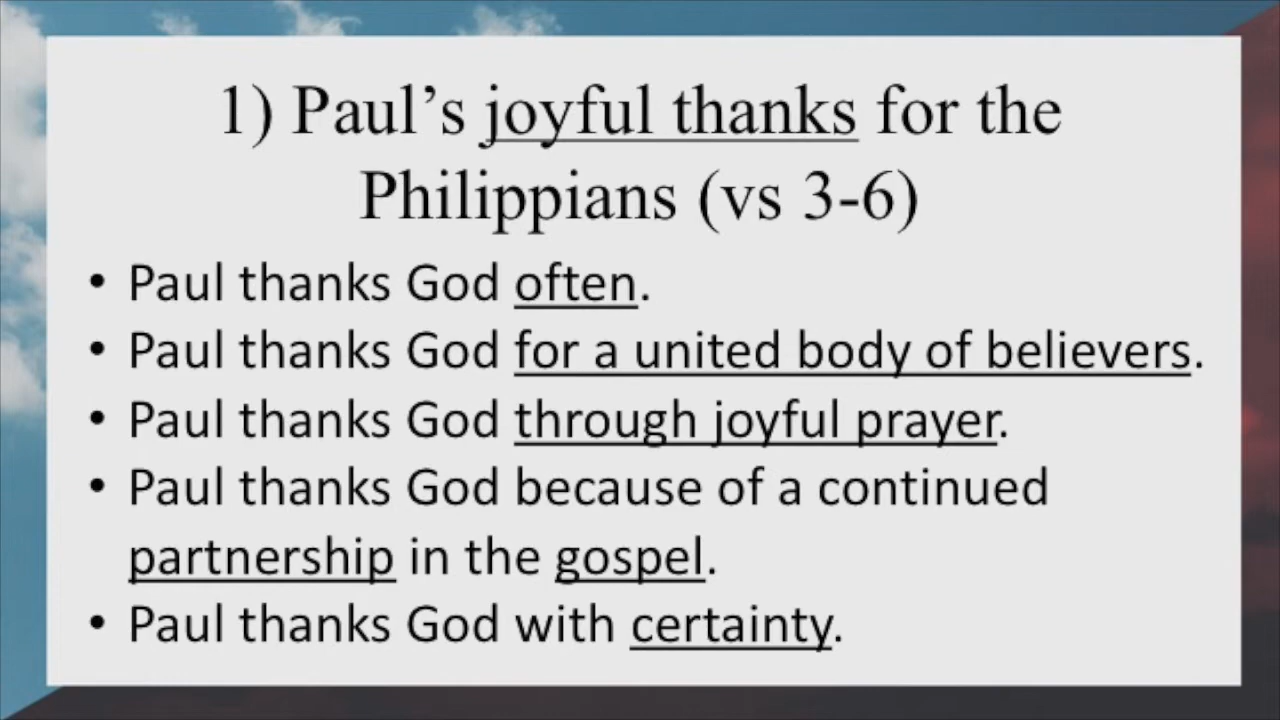 1) Paul’s joyful thanks for the
Philippians (vs 3-6)
• Paul thanks God often.
• Paul thanks God for a united body of believers.
• Paul thanks God through joyful prayer.
• Paul thanks God because of a continued
partnership in the gospel.
• Paul thanks God with certainty.